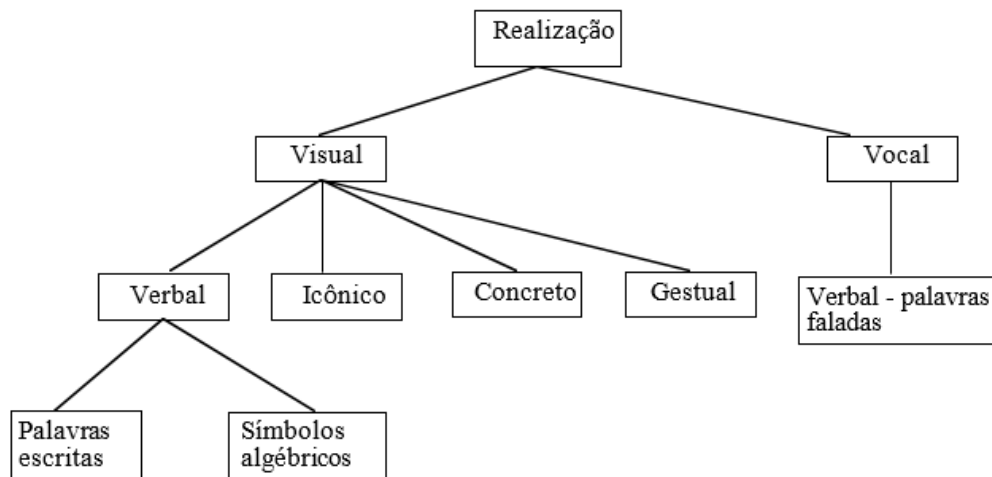 Realização
Visual
Vocal
Verbal
Icônico
Concreto
Gestual
Verbal - palavras
faladas
Palavras
escritas
Símbolos
algébricos